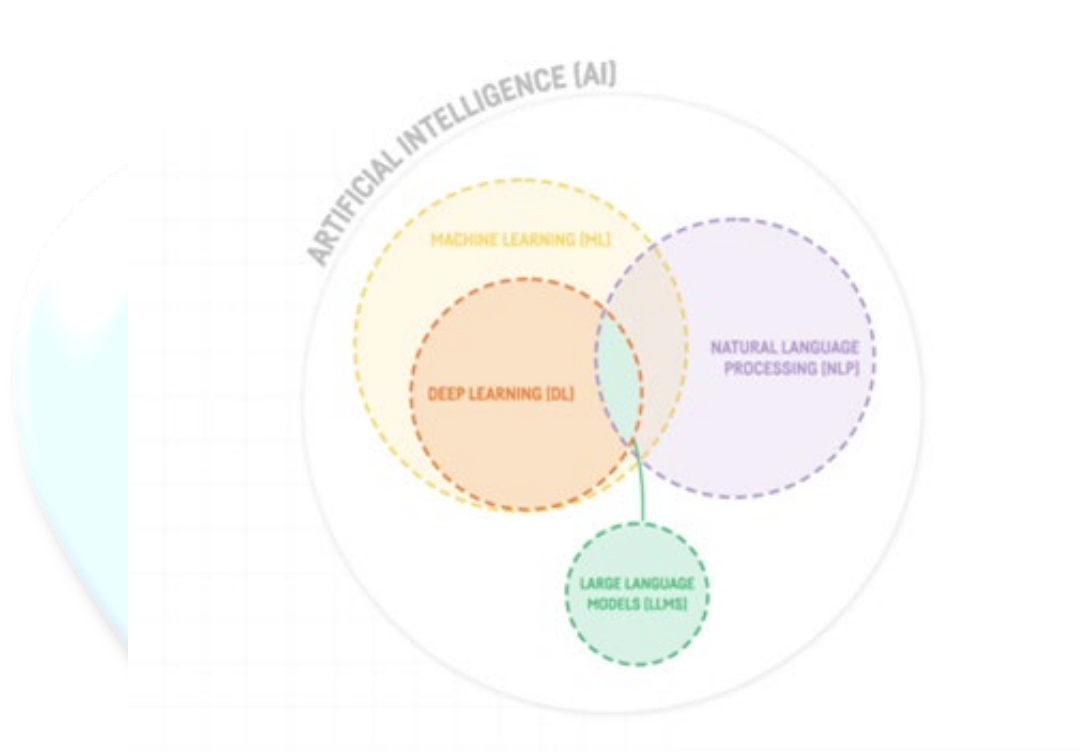 ARTIFICIAL INTELLIGENCE (AI)
MACHINE LEARNING (ML)
NATURAL LANGUAGE
PROCESSING (NLP)
DEEP LEARNING (DL)
LARGE LANGUAGE
MODELS (LLMS)